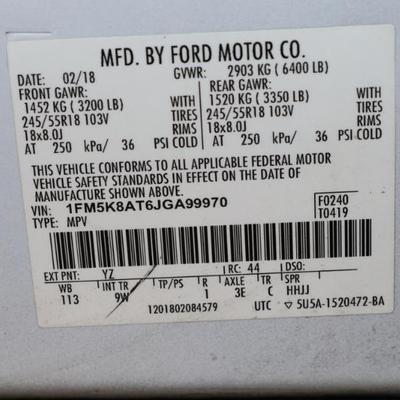 MFD. BY FORD MOTOR CO.
DATE: 02/18 GVWR: 2903 KG (6400 LB)
FRONT GAWR: REAR GAWR:
1452 KG (3200 LB) WITH 1520 KG (3350 LB) WITH
245/55R18 103V TIRES 245/55R18 103V TIRES
18x8.0J RIMS 18x8.0J RIMS
AT 250 kPa/ 36 PSI COLD AT 250 kPa/ 36 PSI COLD
THIS VEHICLE CONFORMS TO ALL APPLICABLE FEDERAL MOTOR
VEHICLE SAFETY STANDARDS IN EFFECT ON THE DATE OF
MANUFACTURE SHOWN ABOVE.
VIN: 1FM5K8AT6JGA99970 F0240
TYPE: MPV T0419
EXT PNT: YZ RC: 44 DSO:
WB INT TR TP/PS R AXLE TR SPR
113 9W 1 3E C HHJJ
1201802084579 UTC ▽ 5U5A-1520472-BA